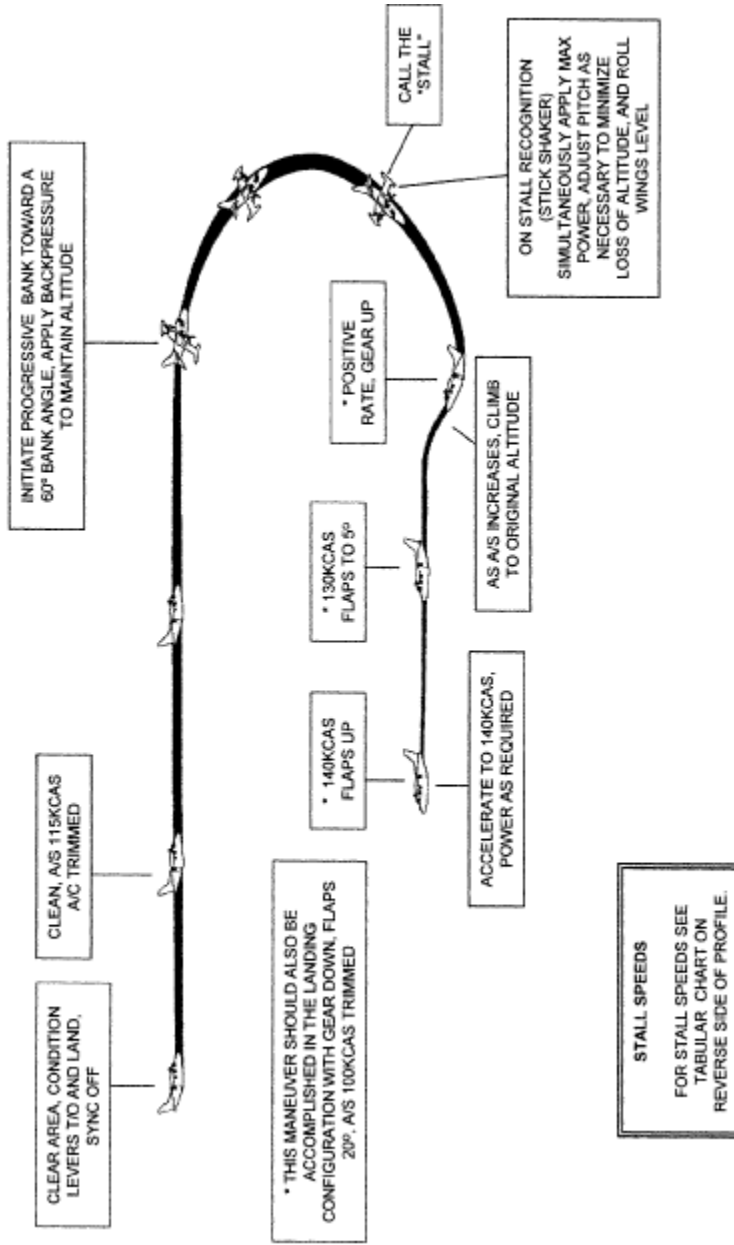 CLEAR AREA, CONDITION
LEVERS T/O AND LAND,
SYNC OFF
CLEAN, A/S 115KCAS
A/C TRIMMED
INITIATE PROGRESSIVE BANK TOWARD A
60º BANK ANGLE, APPLY BACKPRESSURE
TO MAINTAIN ALTITUDE
CALL THE
"STALL"
ON STALL RECOGNITION
(STICK SHAKER)
SIMULTANEOUSLY APPLY MAX
POWER, ADJUST PITCH AS
NECESSARY TO MINIMIZE
LOSS OF ALTITUDE, AND ROLL
WINGS LEVEL
* POSITIVE
RATE, GEAR UP
AS A/S INCREASES, CLIMB
TO ORIGINAL ALTITUDE
* 130KCAS
FLAPS TO 5º
* 140KCAS
FLAPS UP
ACCELERATE TO 140KCAS,
POWER AS REQUIRED
* THIS MANEUVER SHOULD ALSO BE
ACCOMPLISHED IN THE LANDING
CONFIGURATION WITH GEAR DOWN, FLAPS
20º, A/S 100KCAS TRIMMED
STALL SPEEDS
FOR STALL SPEEDS SEE
TABULAR CHART ON
REVERSE SIDE OF PROFILE.